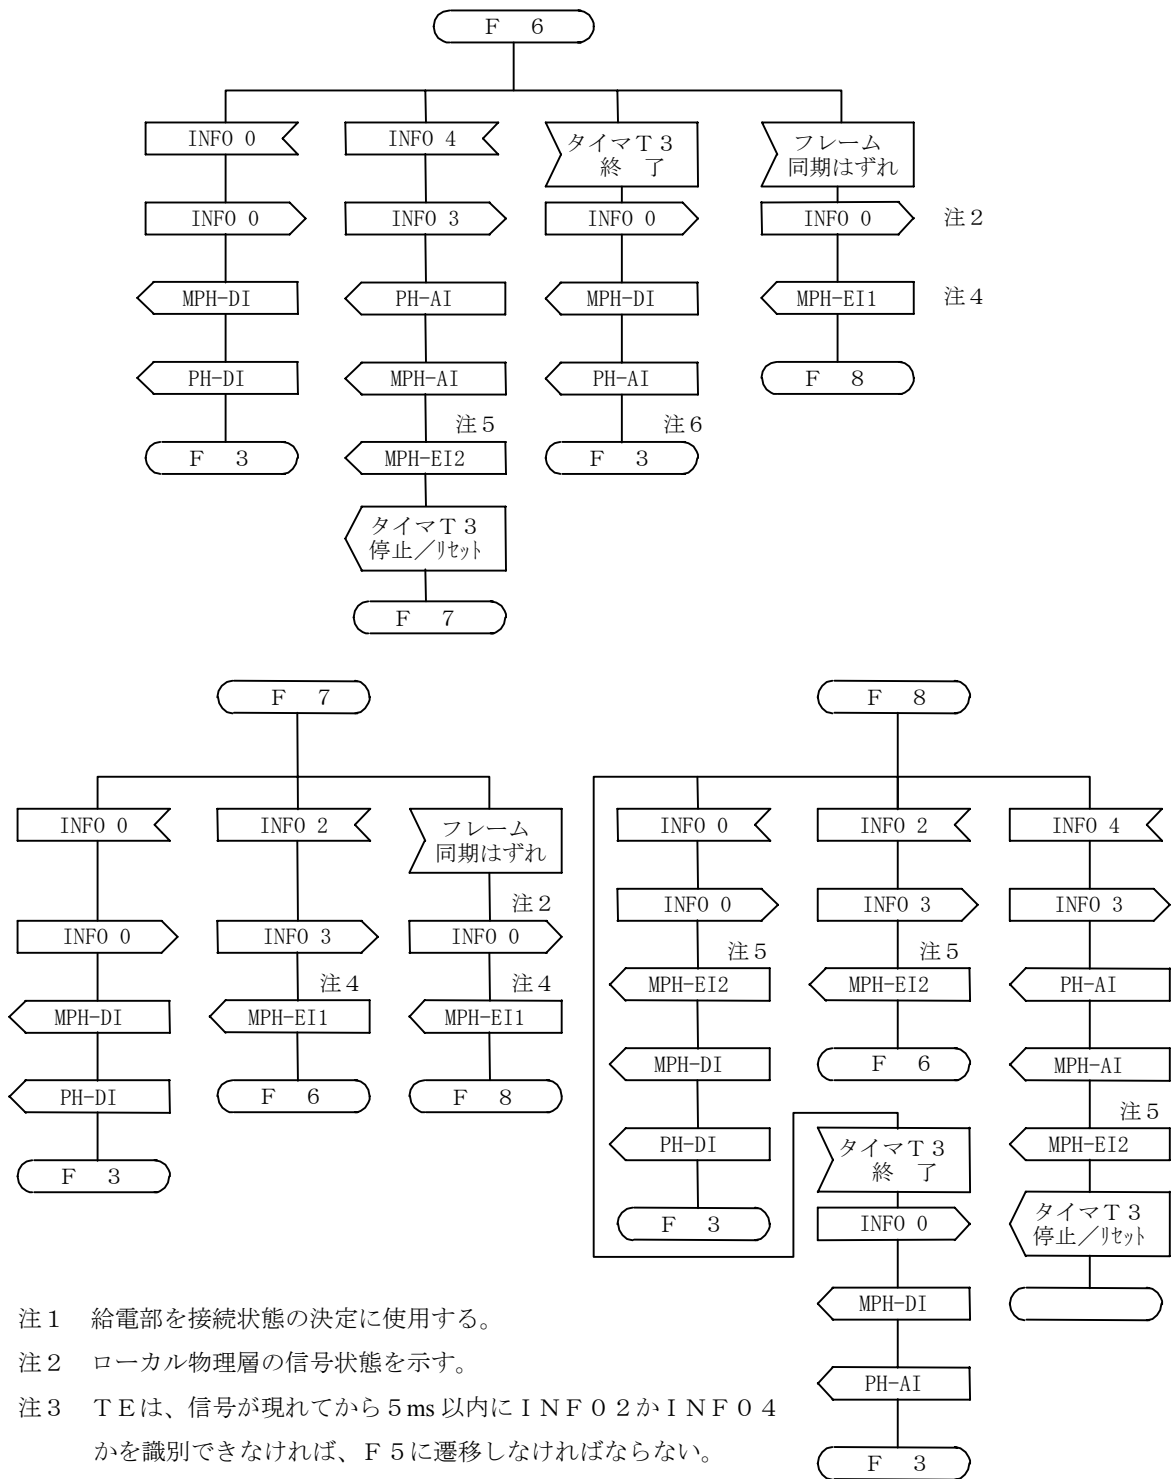 F 6
INFO 0
INFO 0
MPH-DI
PH-DI
F 3
INFO 4
INFO 3
PH-AI
MPH-AI
注5
MPH-EI2
タイマT3
停止／リセット
F 7
タイマT3
終 了
INFO 0
MPH-DI
PH-AI
注6
F 3
フレーム
同期はずれ
INFO 0
注2
MPH-EI1
注4
F 8
F 7
INFO 0
INFO 0
MPH-DI
PH-DI
F 3
INFO 2
INFO 3
注4
MPH-EI1
F 6
フレーム
同期はずれ
注2
INFO 0
注4
MPH-EI1
F 8
F 8
INFO 0
INFO 0
注5
MPH-EI2
MPH-DI
PH-DI
F 3
INFO 2
INFO 3
注5
MPH-EI2
F 6
タイマT3
終 了
INFO 0
MPH-DI
PH-AI
F 3
INFO 4
INFO 3
PH-AI
MPH-AI
注5
MPH-EI2
タイマT3
停止／リセット
注1 給電部を接続状態の決定に使用する。
注2 ローカル物理層の信号状態を示す。
注3 ＴＥは、信号が現れてから５ms 以内にＩＮＦＯ２かＩＮＦＯ４
かを識別できなければ、Ｆ５に遷移しなければならない。